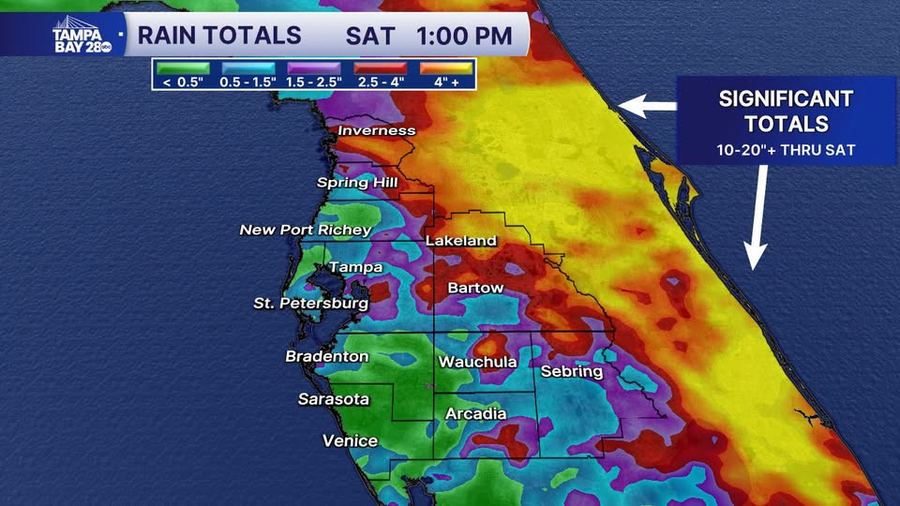 TAMPA
BAY 28 abc
RAIN TOTALS SAT 1:00 PM
< 0.5" 0.5 - 1.5" 1.5 - 2.5" 2.5 - 4" 4" +
SIGNIFICANT
TOTALS
10-20"+ THRU SAT
Inverness
Spring Hill
New Port Richey
Lakeland
Tampa
Bartow
St. Petersburg
Bradenton
Wauchula
Sebring
Sarasota
Arcadia
Venice